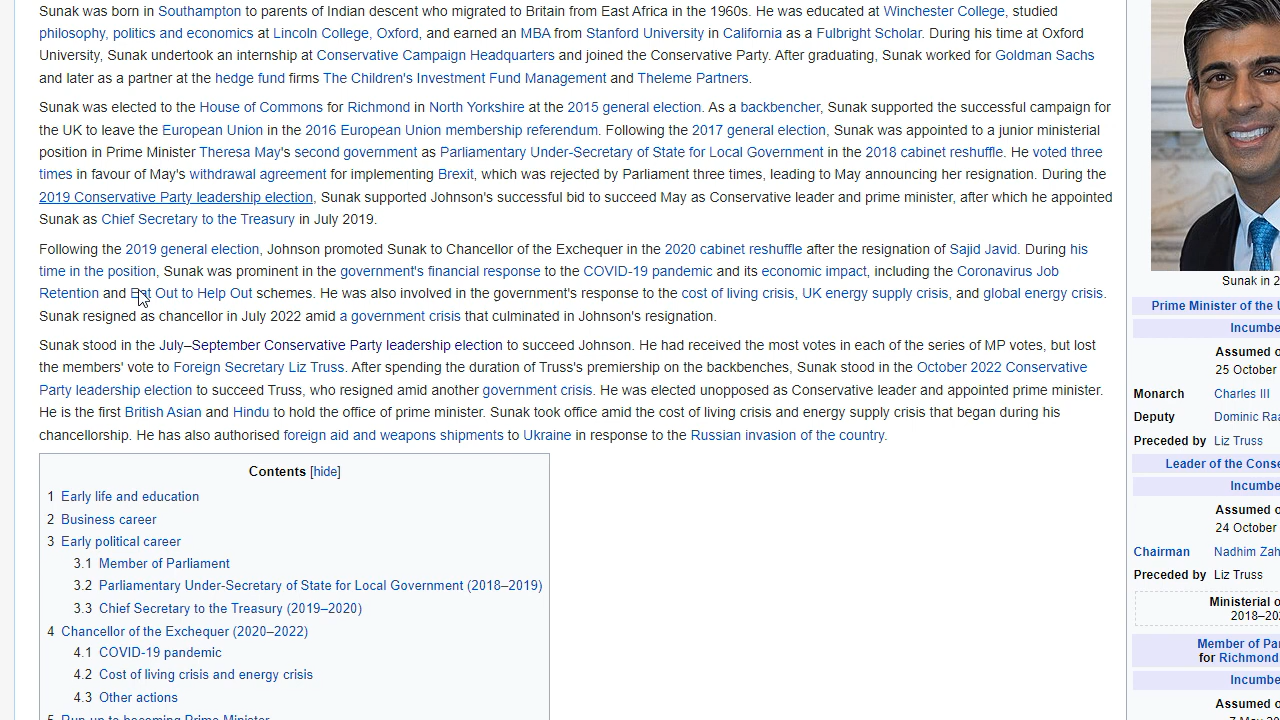 Sunak was born in Southampton to parents of Indian descent who migrated to Britain from East Africa in the 1960s. He was educated at Winchester College, studied
philosophy, politics and economics at Lincoln College, Oxford, and earned an MBA from Stanford University in California as a Fulbright Scholar. During his time at Oxford
University, Sunak undertook an internship at Conservative Campaign Headquarters and joined the Conservative Party. After graduating, Sunak worked for Goldman Sachs
and later as a partner at the hedge fund firms The Children's Investment Fund Management and Theleme Partners.
Sunak was elected to the House of Commons for Richmond in North Yorkshire at the 2015 general election. As a backbencher, Sunak supported the successful campaign for
the UK to leave the European Union in the 2016 European Union membership referendum. Following the 2017 general election, Sunak was appointed to a junior ministerial
position in Prime Minister Theresa May's second government as Parliamentary Under-Secretary of State for Local Government in the 2018 cabinet reshuffle. He voted three
times in favour of May's withdrawal agreement for implementing Brexit, which was rejected by Parliament three times, leading to May announcing her resignation. During the
2019 Conservative Party leadership election, Sunak supported Johnson's successful bid to succeed May as Conservative leader and prime minister, after which he appointed
Sunak as Chief Secretary to the Treasury in July 2019.
Following the 2019 general election, Johnson promoted Sunak to Chancellor of the Exchequer in the 2020 cabinet reshuffle after the resignation of Sajid Javid. During his
time in the position, Sunak was prominent in the government's financial response to the COVID-19 pandemic and its economic impact, including the Coronavirus Job
Retention and Eat Out to Help Out schemes. He was also involved in the government's response to the cost of living crisis, UK energy supply crisis, and global energy crisis.
Sunak resigned as chancellor in July 2022 amid a government crisis that culminated in Johnson's resignation.
Sunak stood in the July–September Conservative Party leadership election to succeed Johnson. He had received the most votes in each of the series of MP votes, but lost
the members' vote to Foreign Secretary Liz Truss. After spending the duration of Truss's premiership on the backbenches, Sunak stood in the October 2022 Conservative
Party leadership election to succeed Truss, who resigned amid another government crisis. He was elected unopposed as Conservative leader and appointed prime minister.
He is the first British Asian and Hindu to hold the office of prime minister. Sunak took office amid the cost of living crisis and energy supply crisis that began during his
chancellorship. He has also authorised foreign aid and weapons shipments to Ukraine in response to the Russian invasion of the country.
Contents [hide]
1 Early life and education
2 Business career
3 Early political career
3.1 Member of Parliament
3.2 Parliamentary Under-Secretary of State for Local Government (2018–2019)
3.3 Chief Secretary to the Treasury (2019–2020)
4 Chancellor of the Exchequer (2020–2022)
4.1 COVID-19 pandemic
4.2 Cost of living crisis and energy crisis
4.3 Other actions
5 Run-up to becoming Prime Minister
Sunak in 2
Prime Minister of the U
Incumbe
Assumed o
25 October
Monarch Charles III
Deputy Dominic Raa
Preceded by Liz Truss
Leader of the Conse
Incumbe
Assumed o
24 October
Chairman Nadhim Zah
Preceded by Liz Truss
Ministerial o
2018–20
Member of Par
for Richmond
Incumbe
Assumed o
7 May 20